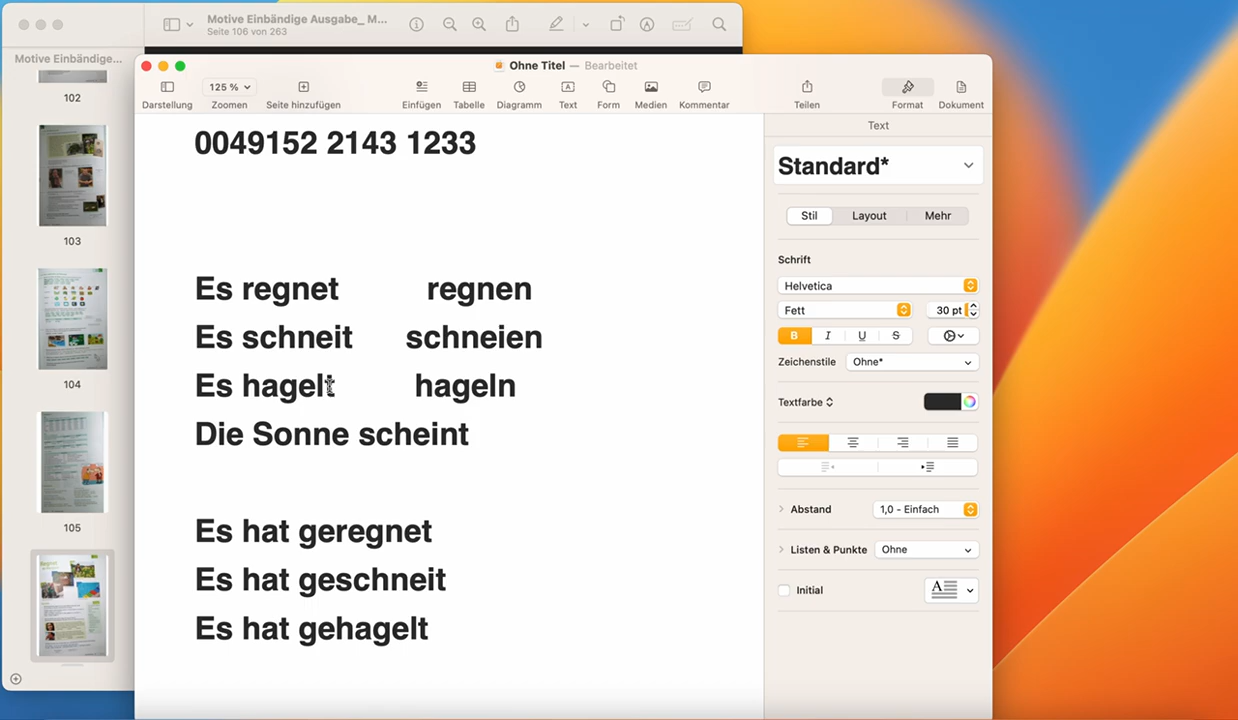 Motive Einbändige Ausgabe_ M...
Seite 106 von 263
Motive Einbändige...
102
103
104
105
Ohne Titel — Bearbeitet
125 %
Darstellung
Zoomen
Seite hinzufügen
Einfügen
Tabelle
Diagramm
Text
Form
Medien
Kommentar
Teilen
Format
Dokument
0049152 2143 1233
Es regnet regnen
Es schneit schneien
Es hagelt hageln
Die Sonne scheint
Es hat geregnet
Es hat geschneit
Es hat gehagelt
Text
Standard*
Stil Layout Mehr
Schrift
Helvetica
Fett 30 pt
B I U S
Zeichenstile Ohne*
Textfarbe
Abstand 1,0 - Einfach
Listen & Punkte Ohne
Initial